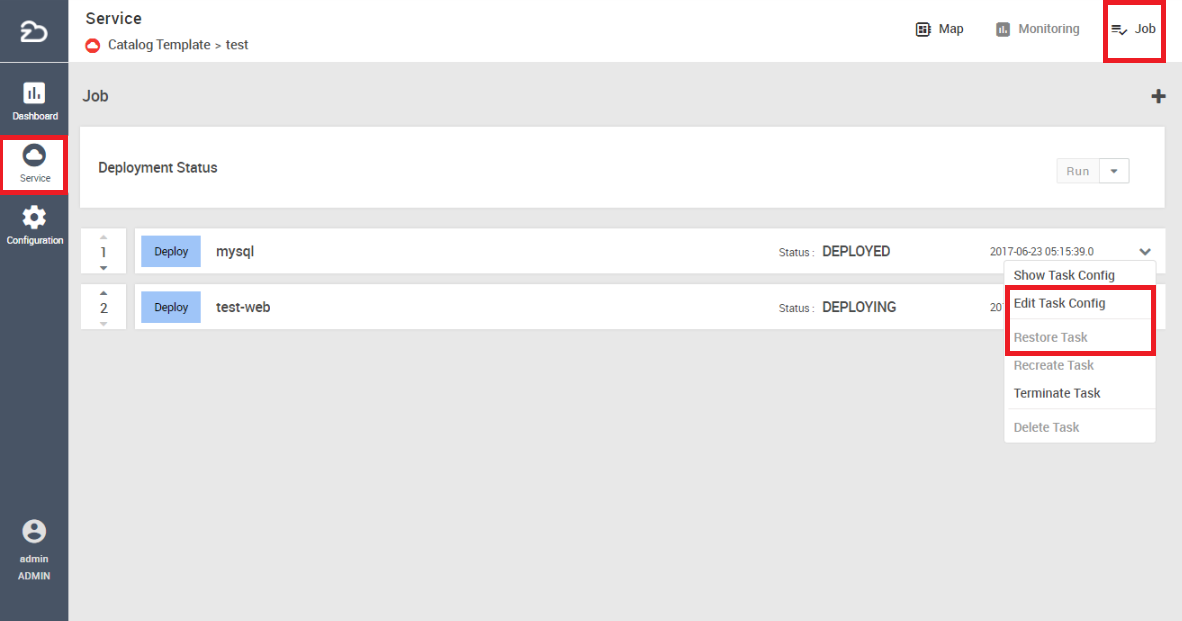 Service
Catalog Template > test
Map
Monitoring
Job
Dashboard
Service
Configuration
admin
ADMIN
Job
Deployment Status
Run
1
Deploy
mysql
Status : DEPLOYED
2017-06-23 05:15:39.0
2
Deploy
test-web
Status : DEPLOYING
20
Show Task Config
Edit Task Config
Restore Task
Recreate Task
Terminate Task
Delete Task